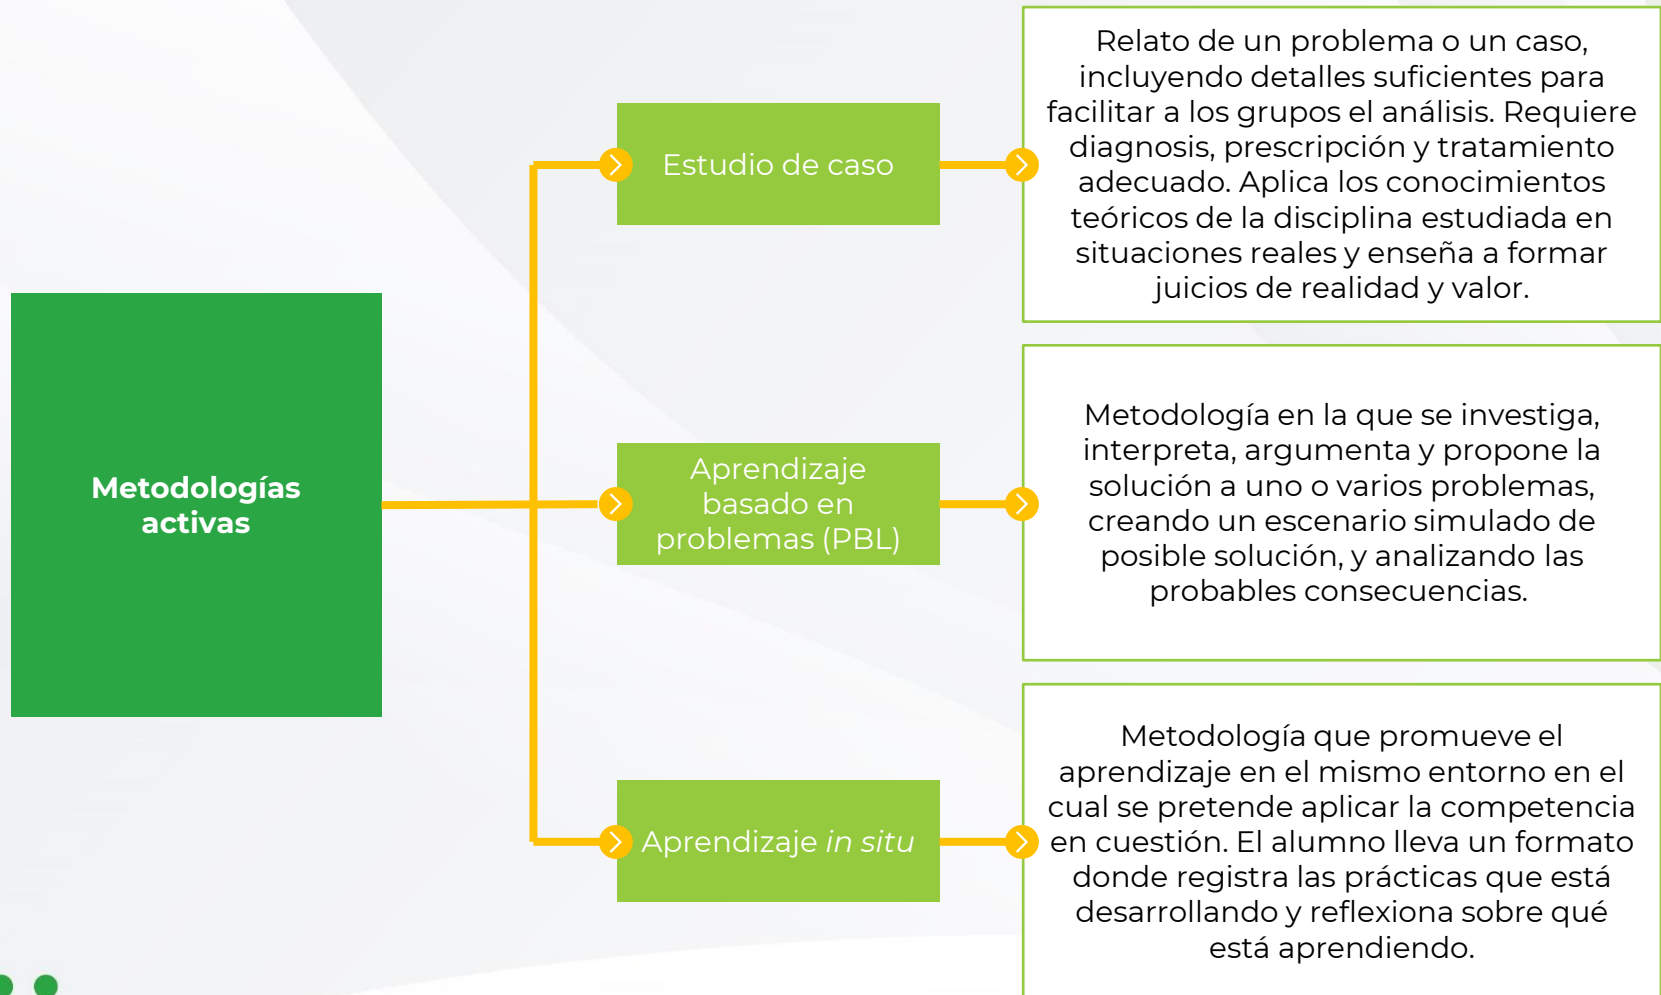 Metodologías
activas
Estudio de caso
Relato de un problema o un caso,
incluyendo detalles suficientes para
facilitar a los grupos el análisis. Requiere
diagnosis, prescripción y tratamiento
adecuado. Aplica los conocimientos
teóricos de la disciplina estudiada en
situaciones reales y enseña a formar
juicios de realidad y valor.
Aprendizaje
basado en
problemas (PBL)
Metodología en la que se investiga,
interpreta, argumenta y propone la
solución a uno o varios problemas,
creando un escenario simulado de
posible solución, y analizando las
probables consecuencias.
Aprendizaje in situ
Metodología que promueve el
aprendizaje en el mismo entorno en el
cual se pretende aplicar la competencia
en cuestión. El alumno lleva un formato
donde registra las prácticas que está
desarrollando y reflexiona sobre qué
está aprendiendo.